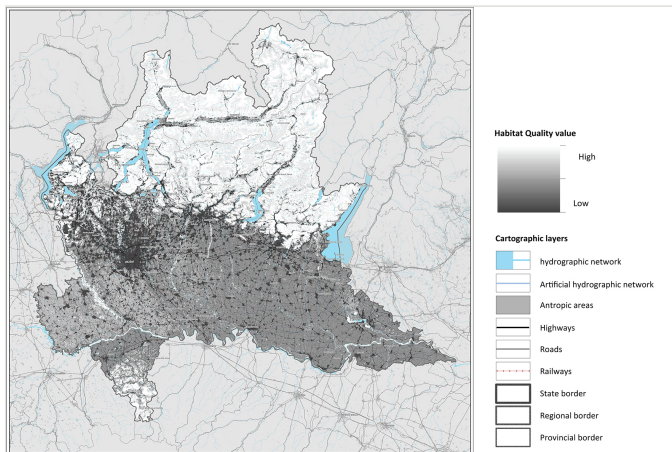 Habitat Quality value
High
Low
Cartographic layers
hydrographic network
Artificial hydrographic network
Antropic areas
Highways
Roads
Railways
State border
Regional border
Provincial border